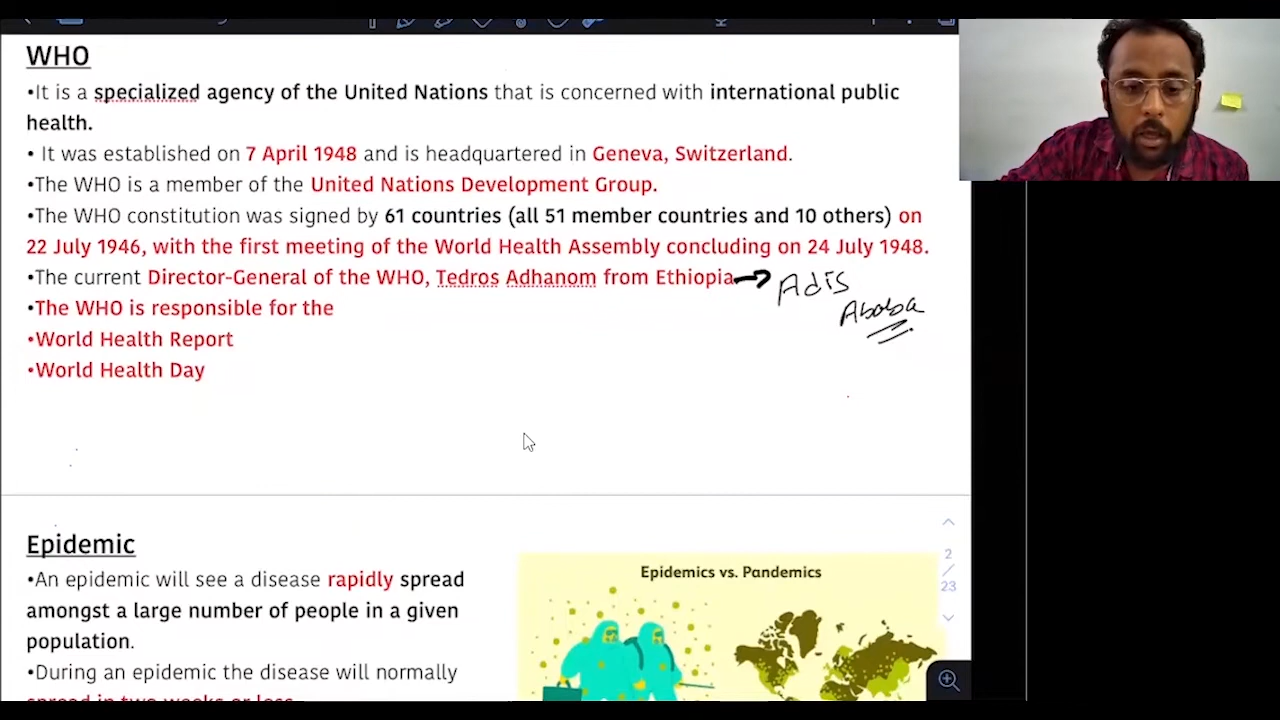 WHO
•It is a specialized agency of the United Nations that is concerned with international public
health.
• It was established on 7 April 1948 and is headquartered in Geneva, Switzerland.
•The WHO is a member of the United Nations Development Group.
•The WHO constitution was signed by 61 countries (all 51 member countries and 10 others) on
22 July 1946, with the first meeting of the World Health Assembly concluding on 24 July 1948.
•The current Director-General of the WHO, Tedros Adhanom from Ethiopia
Adis
Ababa
•The WHO is responsible for the
•World Health Report
•World Health Day
Epidemic
•An epidemic will see a disease rapidly spread
amongst a large number of people in a given
population.
•During an epidemic the disease will normally
spread in two weeks or less
Epidemics vs. Pandemics
2
/
23